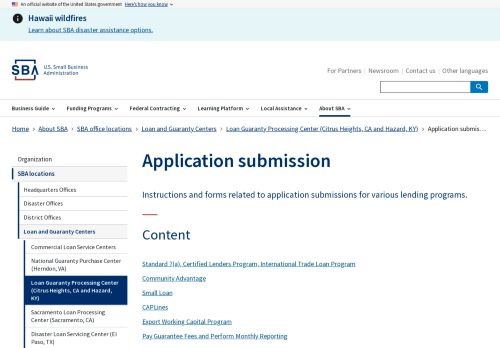 An official website of the United States government Here's how you know
Hawaii wildfires
Learn about SBA disaster assistance options.
SBA
U.S. Small Business
Administration
For Partners | Newsroom | Contact us | Other languages
Business Guide Funding Programs Federal Contracting Learning Platform Local Assistance About SBA
Home About SBA SBA office locations Loan and Guaranty Centers Loan Guaranty Processing Center (Citrus Heights, CA and Hazard, KY) Application submis...
Organization
SBA locations
Headquarters Offices
Disaster Offices
District Offices
Loan and Guaranty Centers
Commercial Loan Service Centers
National Guaranty Purchase Center
(Herndon, VA)
Loan Guaranty Processing Center
(Citrus Heights, CA and Hazard,
KY)
Sacramento Loan Processing
Center (Sacramento, CA)
Disaster Loan Servicing Center (El
Paso, TX)
Application submission
Instructions and forms related to application submissions for various lending programs.
Content
Standard 7(a), Certified Lenders Program, International Trade Loan Program
Community Advantage
Small Loan
CAPLines
Export Working Capital Program
Pay Guarantee Fees and Perform Monthly Reporting